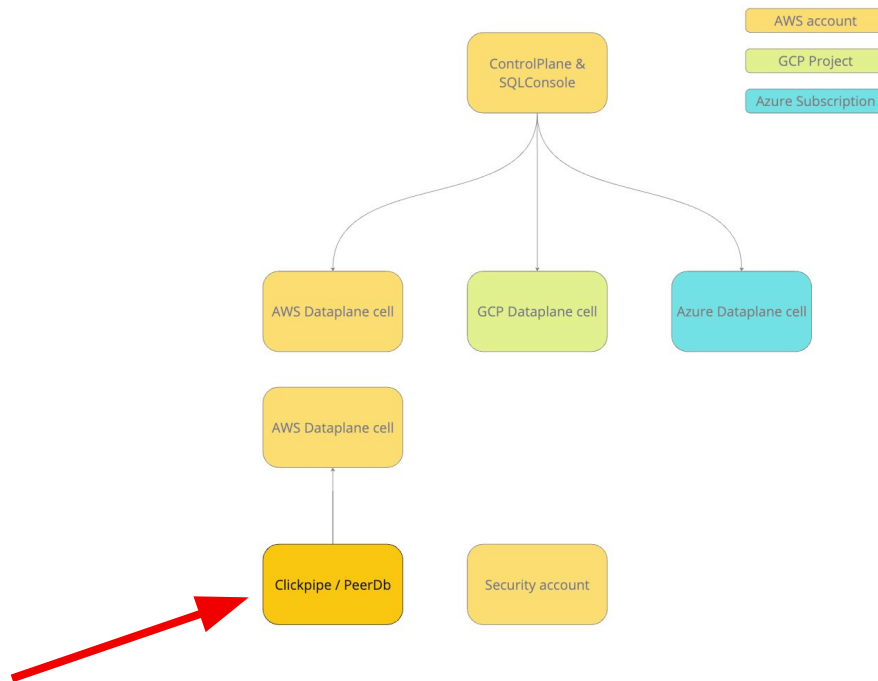 AWS account
ControlPlane &
SQLConsole
GCP Project
Azure Subscription
AWS Dataplane cell
GCP Dataplane cell
Azure Dataplane cell
AWS Dataplane cell
Clickpipe / PeerDb
Security account